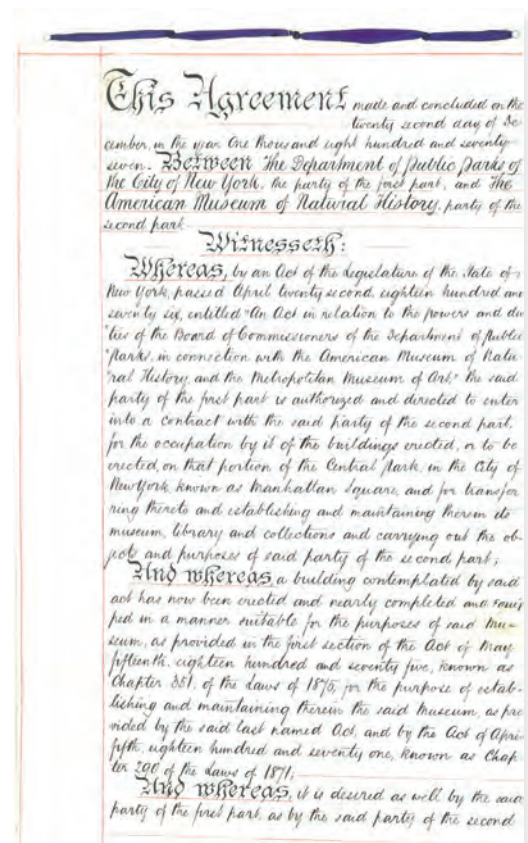 This Agreement made and concluded on the
twenty second day of De
cember, in the year One thousand eight hundred and seventy
seven. Between The Department of Public Parks of
the City of New York, the party of the first part, and The
American Museum of Natural History, party of the
second part
Witnesseth:
Whereas, by an Act of the Legislature of the State of
New York, passed April twenty second, eighteen hundred and
seventy six, entitled "An Act in relation to the powers and du
"ties of the Board of Commissioners of the Department of Public
"Parks, in connection with the American Museum of Natu
"ral History, and the Metropolitan Museum of Art," the said
party of the first part is authorized and directed to enter
into a contract with the said party of the second part,
for the occupation by it of the buildings erected, or to be
erected, on that portion of the Central Park, in the City of
New York, known as Manhattan Square, and for transfer
ring thereto and establishing and maintaining therein its
museum, library and collections and carrying out the ob-
jects and purposes of said party of the second part;
And whereas, a building contemplated by said
act has now been erected and nearly completed and equip
ped in a manner suitable for the purposes of said Mu-
seum, as provided in the first section of the Act of May
fifteenth, eighteen hundred and seventy five, known as
Chapter 351, of the Laws of 1875, for the purpose of estab-
lishing and maintaining therein the said Museum, as pro
vided by the said last named Act, and by the Act of April
fifth, eighteen hundred and seventy one, known as Chap
ter 290 of the Laws of 1871;
And whereas, it is desired as well by the said
party of the first part, as by the said party of the second